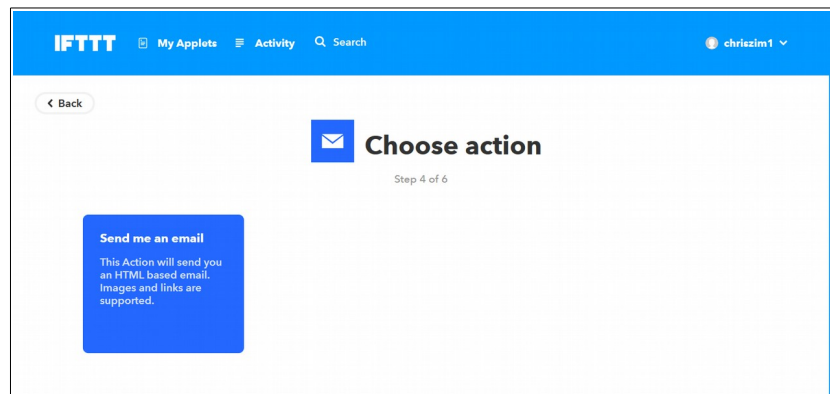 IFTTT My Applets Activity Search chriszim1
Back
Choose action
Step 4 of 6
Send me an email
This Action will send you
an HTML based email.
Images and links are
supported.